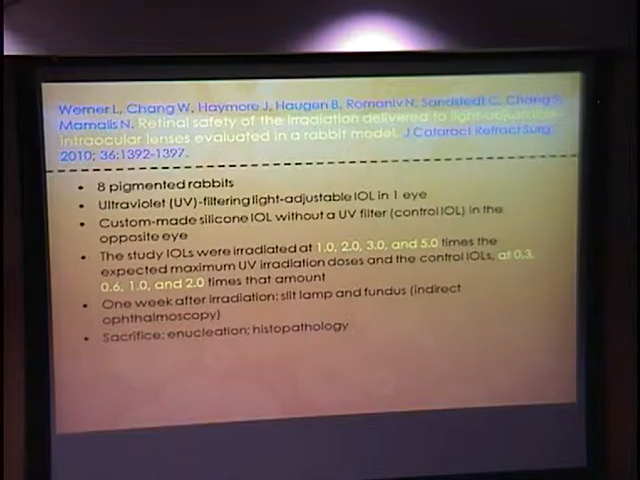 Werner L, Chang W, Haymore J, Haugen B, Romaniv N, Sandstedt C, Chang S,
Mamalis N. Retinal safety of the irradiation delivered to light-adjustable
intraocular lenses evaluated in a rabbit model. J Cataract Refract Surg
2010; 36:1392-1397.
• 8 pigmented rabbits
• Ultraviolet (UV)-filtering light-adjustable IOL in 1 eye
• Custom-made silicone IOL without a UV filter (control IOL) in the
opposite eye
• The study IOLs were irradiated at 1.0, 2.0, 3.0, and 5.0 times the
expected maximum UV irradiation doses and the control IOLs, at 0.3,
0.6, 1.0, and 2.0 times that amount
• One week after irradiation: slit lamp and fundus (indirect
ophthalmoscopy)
• Sacrifice; enucleation; histopathology